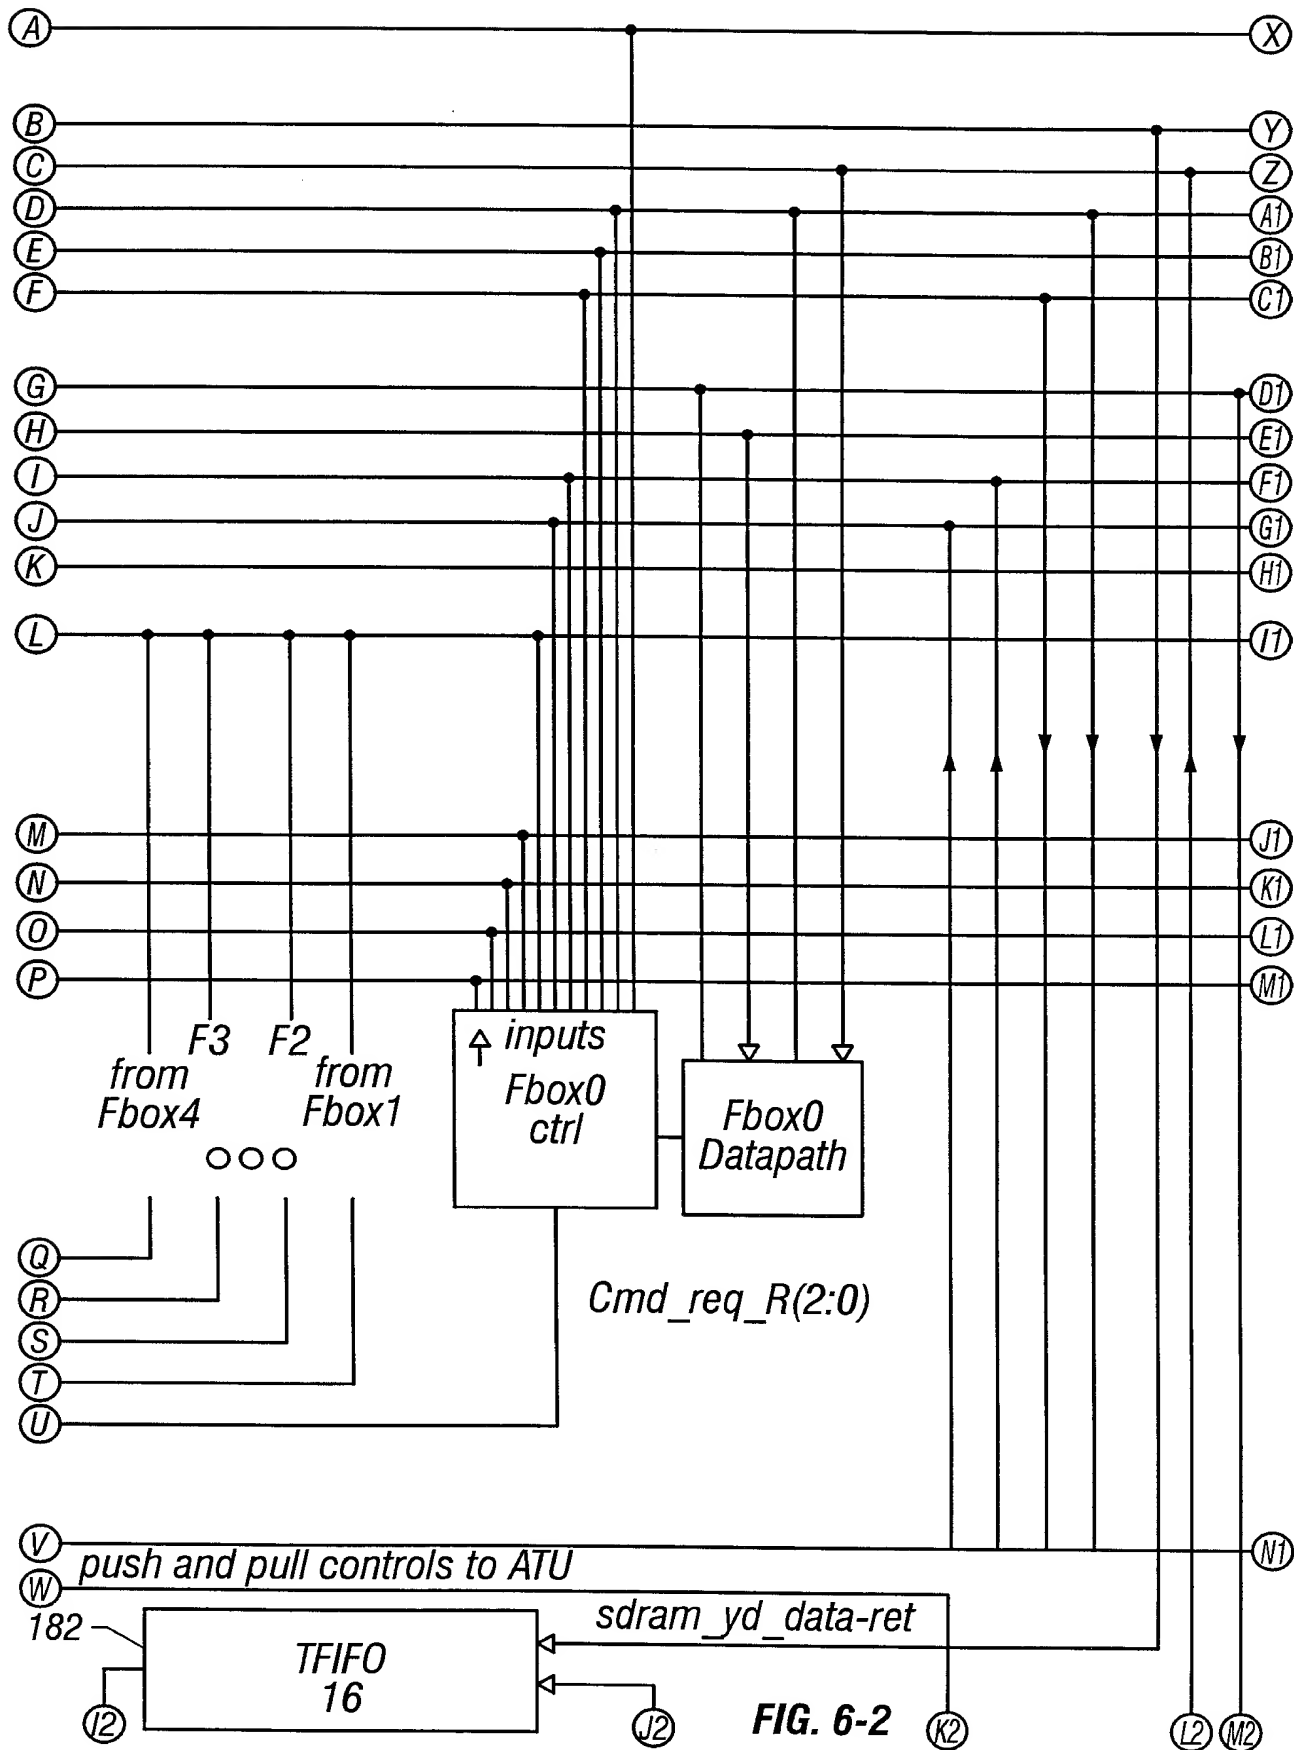 A X
B Y
C Z
D A1
E B1
F C1
G D1
H E1
I F1
J G1
K H1
L I1
M J1
N K1
O L1
P M1
F3 F2 inputs
from from Fbox0
Fbox4 Fbox1 ctrl
Fbox0
Datapath
Q
R Cmd_req_R(2:0)
S
T
U
V N1
push and pull controls to ATU
W
182 sdram_yd_data-ret
TFIFO
16
I2 J2 FIG. 6-2 K2 L2 M2